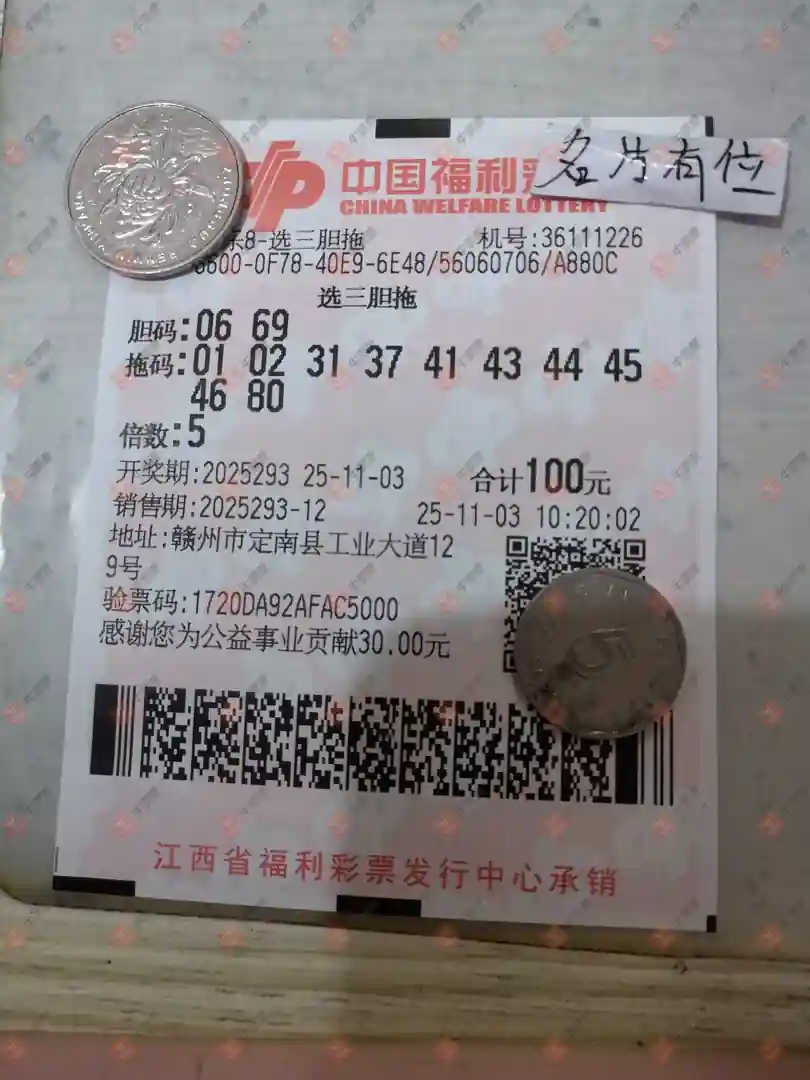 中国福利彩
名片有位
CHINA WELFARE LOTTERY
乐8-选三胆拖 机号:36111226
6600-0F78-40E9-6E48/56060706/A880C
选三胆拖
胆码:06 69
拖码:01 02 31 37 41 43 44 45
46 80
倍数:5
开奖期:2025293 25-11-03 合计100元
销售期:2025293-12 25-11-03 10:20:02
地址:赣州市定南县工业大道12
9号
验票码:1720DA92AFAC5000
感谢您为公益事业贡献30.00元
5
江西省福利彩票发行中心承销